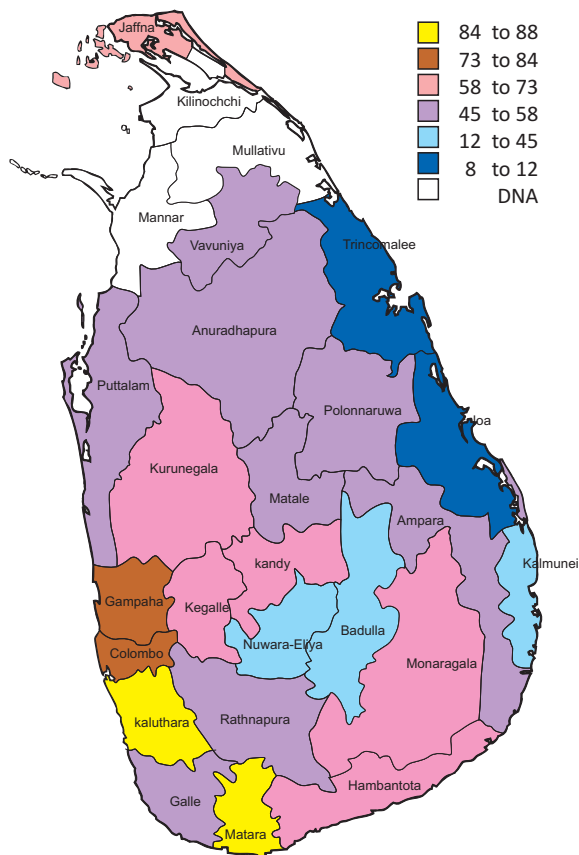 Jaffna
84 to 88
73 to 84
58 to 73
45 to 58
12 to 45
8 to 12
DNA
Kilinochchi
Mullativu
Mannar
Trincomalee
Vavuniya
Anuradhapura
Puttalam
Polonnaruwa
Kurunegala
Matale
Ampara
kandy
Kalmunei
Gampaha
Kegalle
Nuwara-Eliya
Badulla
Colombo
Monaragala
kaluthara
Rathnapura
Hambantota
Galle
Matara